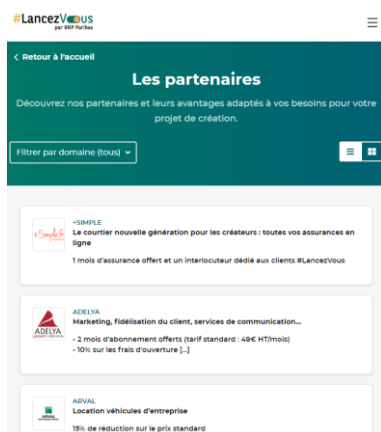 #LancezVous
par BNP Paribas
< Retour à l'accueil
Les partenaires
Découvrez nos partenaires et leurs avantages adaptés à vos besoins pour votre
projet de création.
Filtrer par domaine (tous)
+Simple.fr
+SIMPLE
Le courtier nouvelle génération pour les créateurs : toutes vos assurances en
ligne
1 mois d'assurance offert et un interlocuteur dédié aux clients #LancezVous
ADELYA
ADELYA
Marketing, fidélisation du client, services de communication...
- 2 mois d'abonnement offerts (tarif standard : 49€ HT/mois)
- 10% sur les frais d'ouverture [...]
ARVAL
ARVAL
Location véhicules d'entreprise
15% de réduction sur le prix standard